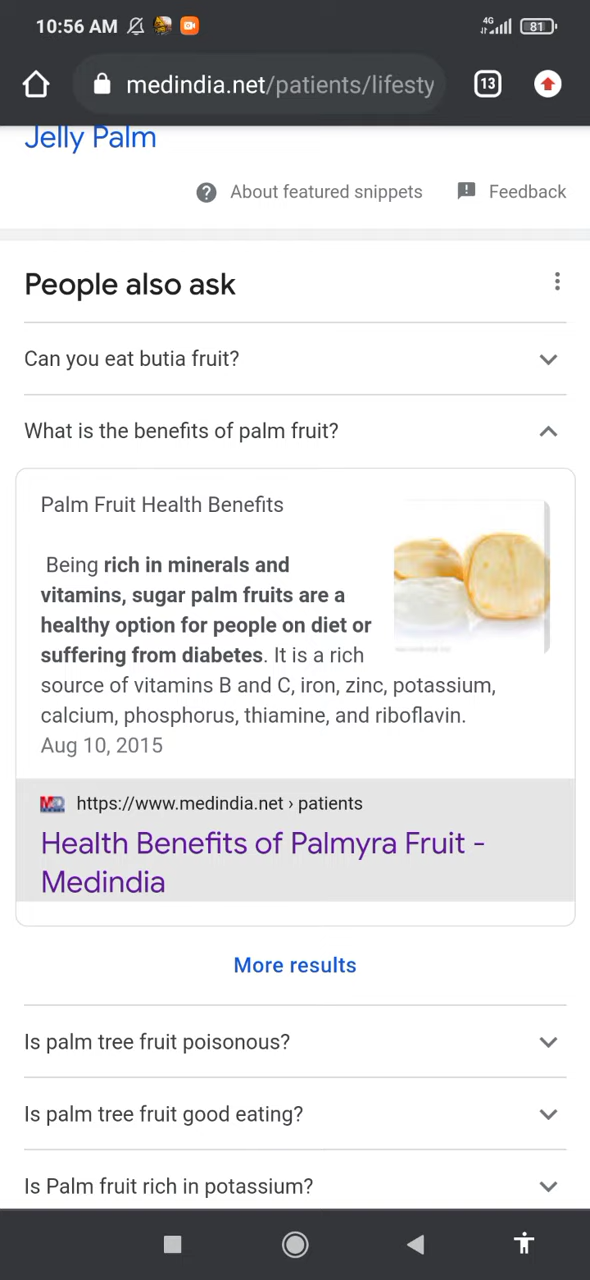 10:56 AM
4G
81
medindia.net/patients/lifesty
13
Jelly Palm
About featured snippets
Feedback
People also ask
Can you eat butia fruit?
What is the benefits of palm fruit?
Palm Fruit Health Benefits
Being rich in minerals and
vitamins, sugar palm fruits are a
healthy option for people on diet or
suffering from diabetes. It is a rich
source of vitamins B and C, iron, zinc, potassium,
calcium, phosphorus, thiamine, and riboflavin.
Aug 10, 2015
https://www.medindia.net › patients
Health Benefits of Palmyra Fruit -
Medindia
More results
Is palm tree fruit poisonous?
Is palm tree fruit good eating?
Is Palm fruit rich in potassium?